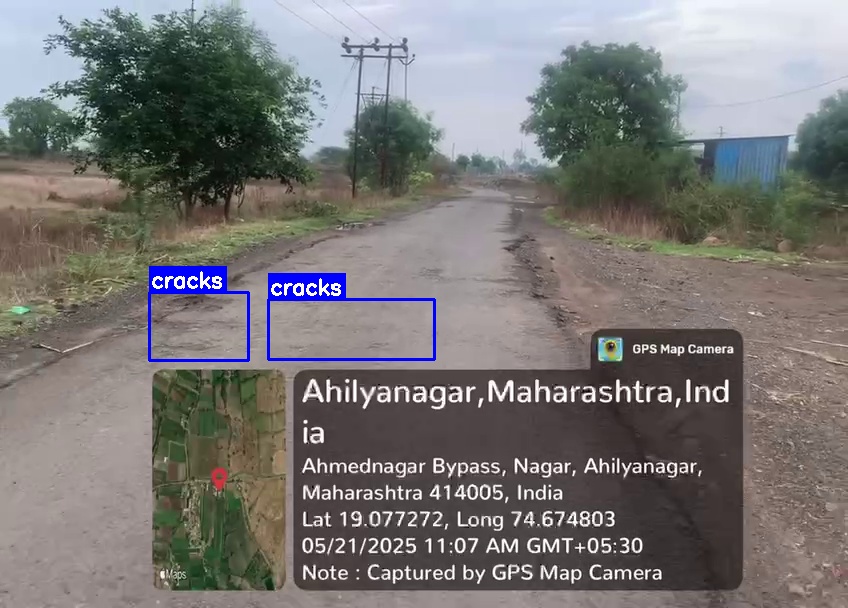 cracks
cracks
GPS Map Camera
Ahilyanagar,Maharashtra,Ind
ia
Ahmednagar Bypass, Nagar, Ahilyanagar,
Maharashtra 414005, India
Lat 19.077272, Long 74.674803
05/21/2025 11:07 AM GMT+05:30
Note : Captured by GPS Map Camera
Maps